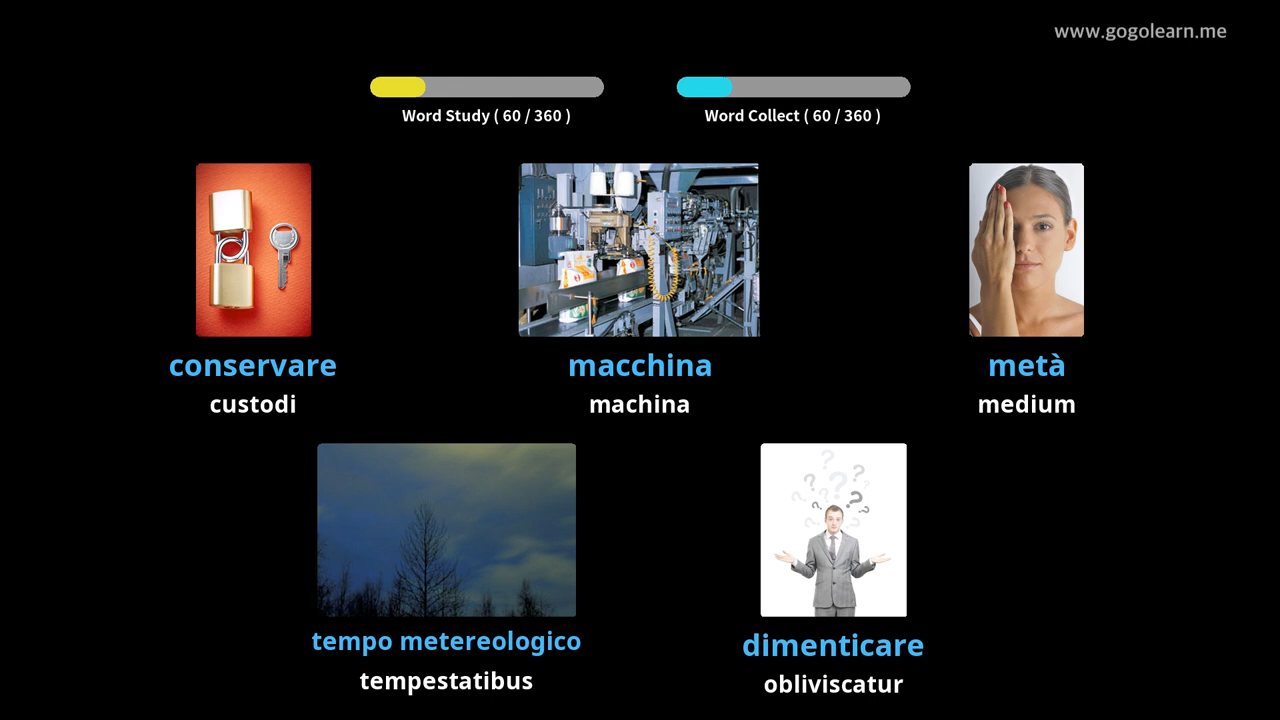 www.gogolearn.me
Word Study ( 60 / 360 )
Word Collect ( 60 / 360 )
conservare
custodi
macchina
machina
metà
medium
tempo metereologico
tempestatibus
dimenticare
obliviscatur